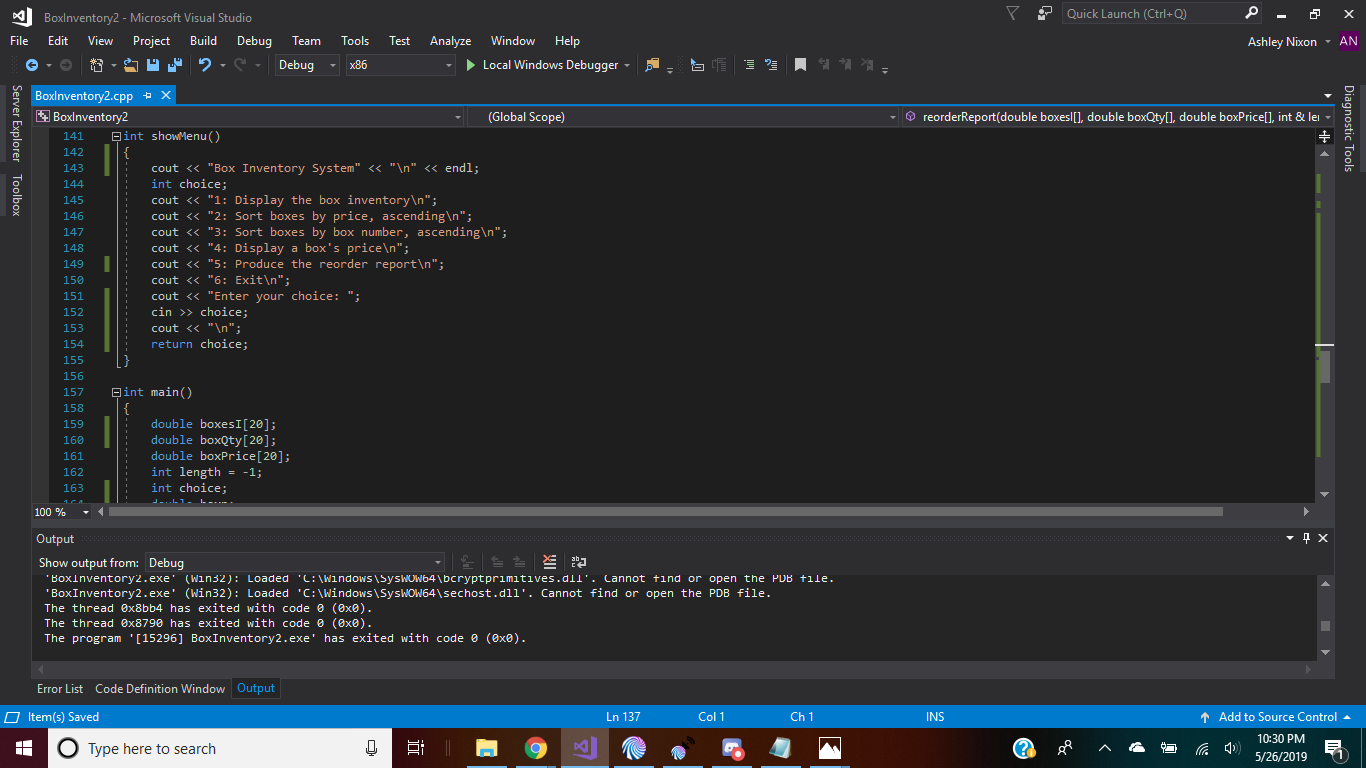 BoxInventory2 - Microsoft Visual Studio
Quick Launch (Ctrl+Q)
File Edit View Project Build Debug Team Tools Test Analyze Window Help
Ashley Nixon AN
Debug x86 Local Windows Debugger
Server Explorer
Toolbox
Diagnostic Tools
BoxInventory2.cpp
BoxInventory2 (Global Scope) reorderReport(double boxesI[], double boxQty[], double boxPrice[], int & le
141 int showMenu()
142 {
143 cout << "Box Inventory System" << "\n" << endl;
144 int choice;
145 cout << "1: Display the box inventory\n";
146 cout << "2: Sort boxes by price, ascending\n";
147 cout << "3: Sort boxes by box number, ascending\n";
148 cout << "4: Display a box's price\n";
149 cout << "5: Produce the reorder report\n";
150 cout << "6: Exit\n";
151 cout << "Enter your choice: ";
152 cin >> choice;
153 cout << "\n";
154 return choice;
155 }
156
157 int main()
158 {
159 double boxesI[20];
160 double boxQty[20];
161 double boxPrice[20];
162 int length = -1;
163 int choice;
100 %
Output
Show output from: Debug
'BoxInventory2.exe' (Win32): Loaded 'C:\Windows\SysWOW64\bcryptprimitives.dll'. Cannot find or open the PDB file.
'BoxInventory2.exe' (Win32): Loaded 'C:\Windows\SysWOW64\sechost.dll'. Cannot find or open the PDB file.
The thread 0x8bb4 has exited with code 0 (0x0).
The thread 0x8790 has exited with code 0 (0x0).
The program '[15296] BoxInventory2.exe' has exited with code 0 (0x0).
Error List Code Definition Window Output
Item(s) Saved Ln 137 Col 1 Ch 1 INS Add to Source Control
Type here to search
10:30 PM
5/26/2019
1